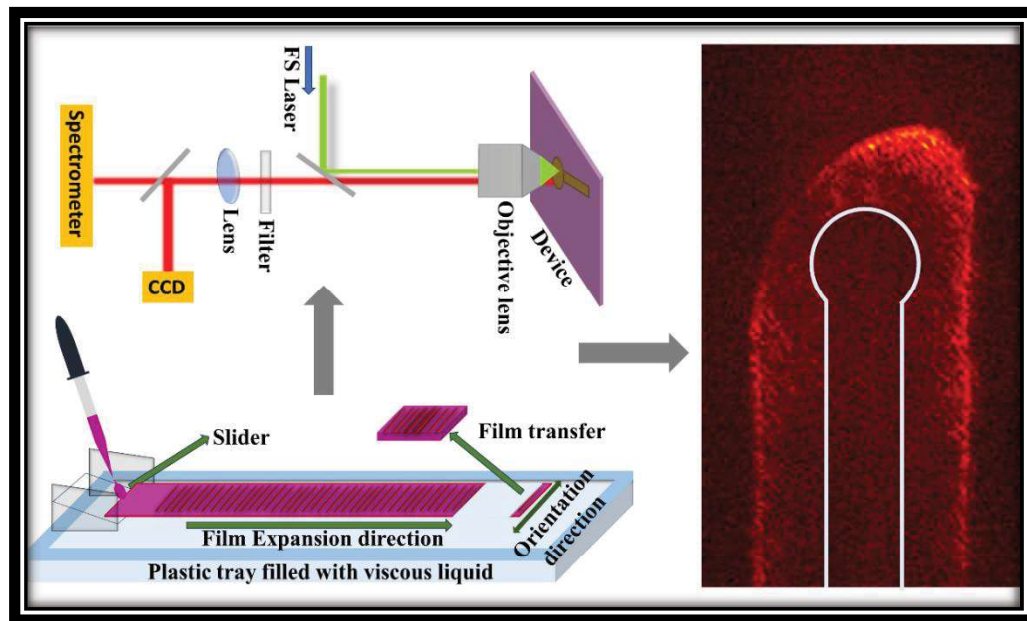 FS Laser
Spectrometer
Lens
Filter
Objective lens
Device
CCD
Slider
Film transfer
Film Expansion direction
Orientation
direction
Plastic tray filled with viscous liquid